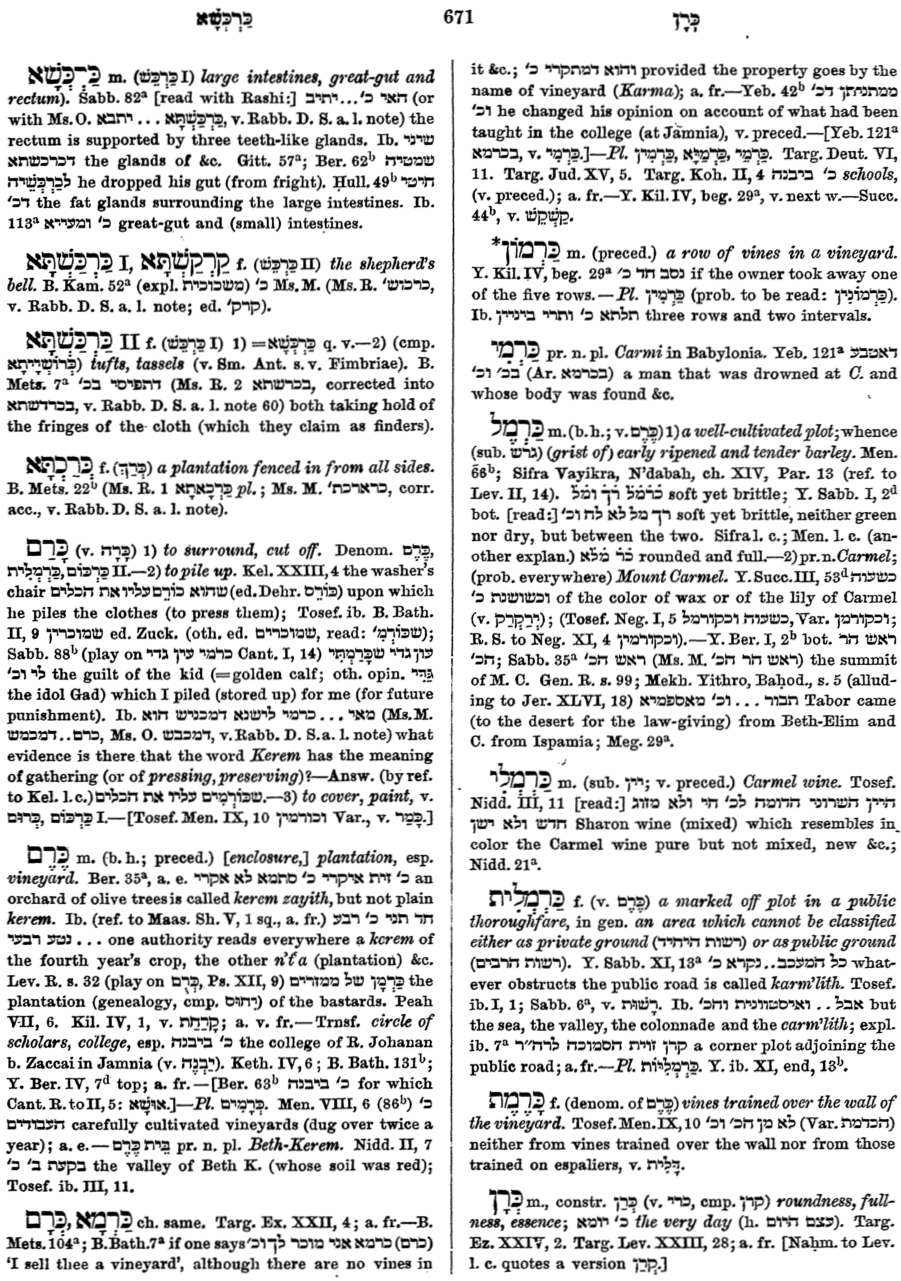 כַּרְכְּשָׁא 671 כְּרָן
כַּרְכְּשָׁא m. (כַּרְכֵּשׁ I) large intestines, great-gut and
rectum). Sabb. 82ᵃ [read with Rashi:] האי כ׳...יתיב (or
with Ms. O. יתבא ... כַּרְכַּשְׁתָּא, v. Rabb. D. S. a. l. note) the
rectum is supported by three teeth-like glands. Ib. שיני
דכרכשתא the glands of &c. Gitt. 57ᵃ; Ber. 62ᵇ שמטיה
לכַרְכְּשֵׁיהּ he dropped his gut (from fright). Ḥull. 49ᵇ חיטי
דכ׳ the fat glands surrounding the large intestines. Ib.
113ᵃ כ׳ ומעייא great-gut and (small) intestines.
כַּרְכַּשְׁתָּא I, קַרְקַשְׁתָּא f. (כַּרְכֵּשׁ II) the shepherd's
bell. B. Kam. 52ᵃ (expl. משכוכית) כ׳ Ms. M. (Ms. R. כרכוש׳,
v. Rabb. D. S. a. l. note; ed. קרק׳).
כַּרְכַּשְׁתָּא II f. (כַּרְכֵּשׁ I) 1) =כַּרְכְּשָׁא q. v.—2) (cmp.
כְּרוֹשְׁיָיתָא) tufts, tassels (v. Sm. Ant. s. v. Fimbriae). B.
Mets. 7ᵃ דתפיסי בכ׳ (Ms. R. 2 בכרשתא, corrected into
בכרדשתא, v. Rabb. D. S. a. l. note 60) both taking hold of
the fringes of the cloth (which they claim as finders).
כְּרַכְתָּא f. (כְּרַךְ) a plantation fenced in from all sides.
B. Mets. 22ᵇ (Ms. R. 1 כְּרָכָאתָא pl.; Ms. M. כראחכת׳, corr.
acc., v. Rabb. D. S. a. l. note).
כָּרַם (v. כָּרָה) 1) to surround, cut off. Denom. כֶּרֶם,
כַּרְמְלִית, כַּרְכּוֹם II.—2) to pile up. Kel. XXIII, 4 the washer's
chair שהוא כורם עליו את הכלים (ed. Dehr. כּוֹרֵס) upon which
he piles the clothes (to press them); Tosef. ib. B. Bath.
II, 9 שמוכרין ed. Zuck. (oth. ed. שמוכרים, read: שכּוֹרְמ׳);
Sabb. 88ᵇ (play on כרמי עין גדי Cant. I, 14) עון גדי שכָּרַמְתִּי
לי וכ׳ the guilt of the kid (=golden calf; oth. opin. גַּדִּי
the idol Gad) which I piled (stored up) for me (for future
punishment). Ib. מאי ... כרמי לישנא דמכניש הוא (Ms. M.
כרם..דמכמש, Ms. O. דמכבש, v. Rabb. D. S. a. l. note) what
evidence is there that the word Kerem has the meaning
of gathering (or of pressing, preserving)?—Answ. (by ref.
to Kel. l. c.) שכּוֹרְמִים עליו את הכלים.—3) to cover, paint, v.
כַּרְכּוֹם, כְּרוּם I.—[Tosef. Men. IX, 10 וכורמין Var., v. כָּמַר.]
כֶּרֶם m. (b. h.; preced.) [enclosure,] plantation, esp.
vineyard. Ber. 35ᵃ, a. e. כ׳ זית איקרי כ׳ סתמא לא אקרי an
orchard of olive trees is called kerem zayith, but not plain
kerem. Ib. (ref. to Maas. Sh. V, 1 sq., a. fr.) חד תני כ׳ רבעי
... נטע רבעי one authority reads everywhere a kerem of
the fourth year's crop, the other n'ṭ‘a (plantation) &c.
Lev. R. s. 32 (play on כְּרֻם, Ps. XII, 9) כַּרְמָן של ממזרים the
plantation (genealogy, cmp. יִחוּס) of the bastards. Peah
VII, 6. Kil. IV, 1, v. קָרַחַת; a. v. fr.—Trnsf. circle of
scholars, college, esp. כ׳ ביבנה the college of R. Johanan
b. Zaccai in Jamnia (v. יַבְנֶה). Keth. IV, 6; B. Bath. 131ᵇ;
Y. Ber. IV, 7ᵈ top; a. fr.—[Ber. 63ᵇ כ׳ ביבנה for which
Cant. R. to II, 5: אוּשָׁא.]—Pl. כְּרָמִים. Men. VIII, 6 (86ᵇ) כ׳
העבודים carefully cultivated vineyards (dug over twice a
year); a. e.—בֵּית כֶּרֶם pr. n. pl. Beth-Kerem. Nidd. II, 7
בקעת ב׳ כ׳ the valley of Beth K. (whose soil was red);
Tosef. ib. III, 11.
כַּרְמָא, כְּרָם ch. same. Targ. Ex. XXII, 4; a. fr.—B.
Mets. 104ᵃ; B. Bath. 7ᵃ if one says כרמא אני מוכר לך וכ׳ (כרם)
'I sell thee a vineyard', although there are no vines in
it &c.; והוא דמתקרי כ׳ provided the property goes by the
name of vineyard (Karma); a. fr.—Yeb. 42ᵇ ממתניתן דכ׳
וכ׳ he changed his opinion on account of what had been
taught in the college (at Jamnia), v. preced.—[Yeb. 121ᵃ
בכרמא, v. כַּרְמֵי.]—Pl. כַּרְמֵי, כַּרְמַיָּא, כַּרְמִין. Targ. Deut. VI,
11. Targ. Jud. XV, 5. Targ. Koh. II, 4 כ׳ ביבנה schools,
(v. preced.); a. fr.—Y. Kil. IV, beg. 29ᵃ, v. next w.—Succ.
44ᵇ, v. קַשְׁקֵשׁ.
כַּרְמוֹן* m. (preced.) a row of vines in a vineyard.
Y. Kil. IV, beg. 29ᵃ נסב חד כ׳ if the owner took away one
of the five rows.—Pl. כַּרְמִין (prob. to be read: כַּרְמוֹנִין).
Ib. תלתא כ׳ ותרי ביניין three rows and two intervals.
כַּרְמֵי pr. n. pl. Carmi in Babylonia. Yeb. 121ᵃ דאטבע
בכ׳ וכ׳ (Ar. בכרמא) a man that was drowned at C. and
whose body was found &c.
כַּרְמֶל m. (b. h.; v. כֶּרֶם) 1) a well-cultivated plot; whence
(sub. גרש) (grist of) early ripened and tender barley. Men.
66ᵇ; Sifra Vayikra, N'dabah, ch. XIV, Par. 13 (ref. to
Lev. II, 14). כרמל רך ומל soft yet brittle; Y. Sabb. I, 2ᵈ
bot. [read:] רך מל לא לח וכ׳ soft yet brittle, neither green
nor dry, but between the two. Sifra l. c.; Men. l. c. (an-
other explan.) כר מלא rounded and full.—2) pr. n. Carmel;
(prob. everywhere) Mount Carmel. Y. Succ. III, 53ᵈ כשעוה
וכשושנת כ׳ of the color of wax or of the lily of Carmel
(v. יְרַקְרַק); (Tosef. Neg. I, 5 כשעוה וכקורמל, Var. וכקורמן;
R. S. to Neg. XI, 4 וכקורמין).—Y. Ber. I, 2ᵇ bot. ראש הר
הכ׳; Sabb. 35ᵃ ראש הכ׳ (Ms. M. ראש הר הכ׳) the summit
of M. C. Gen. R. s. 99; Mekh. Yithro, Baḥod., s. 5 (allud-
ing to Jer. XLVI, 18) תבור ... וכ׳ מאספמיא Tabor came
(to the desert for the law-giving) from Beth-Elim and
C. from Ispamia; Meg. 29ᵃ.
כַּרְמְלִי m. (sub. יין; v. preced.) Carmel wine. Tosef.
Nidd. III, 11 [read:] היין השרוני הדומה לכ׳ חי ולא מזוג
חדש ולא ישן Sharon wine (mixed) which resembles in
color the Carmel wine pure but not mixed, new &c.;
Nidd. 21ᵃ.
כַּרְמְלִית f. (v. כֶּרֶם) a marked off plot in a public
thoroughfare, in gen. an area which cannot be classified
either as private ground (רשות היחיד) or as public ground
(רשות הרבים). Y. Sabb. XI, 13ᵃ כל המעכב..נקרא כ׳ what-
ever obstructs the public road is called karm'lith. Tosef.
ib. I, 1; Sabb. 6ᵃ, v. רְשׁוּת. Ib. אבל .. ואיסטוונית והכ׳ but
the sea, the valley, the colonnade and the carm'lith; expl.
ib. 7ᵃ קרן זוית הסמוכה לרה״ר a corner plot adjoining the
public road; a. fr.—Pl. כַּרְמְלִיּוֹת. Y. ib. XI, end, 13ᵇ.
כָּרֶמֶת f. (denom. of כֶּרֶם) vines trained over the wall of
the vineyard. Tosef. Men. IX, 10 לא מן הכ׳ וכ׳ (Var. הכדמת)
neither from vines trained over the wall nor from those
trained on espaliers, v. דָּלִית.
כְּרָן m., constr. כְּרַן (v. כרי, cmp. קרן) roundness, full-
ness, essence; כ׳ יומא the very day (h. עצם היום). Targ.
Ez. XXIV, 2. Targ. Lev. XXIII, 28; a. fr. [Naḥm. to Lev.
l. c. quotes a version קְרַן.]